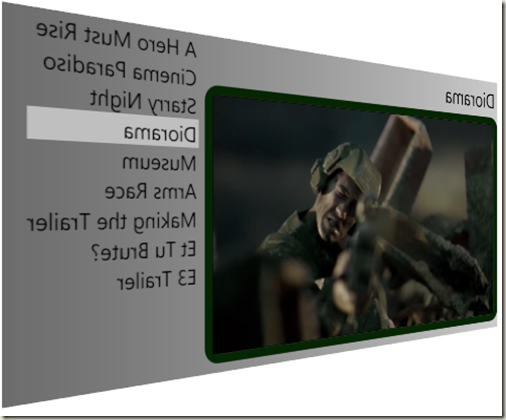 A Hero Must Rise
Cinema Paradiso
Starry Night
Diorama
Museum
Arms Race
Making the Trailer
Et Tu Brute?
E3 Trailer
Diorama